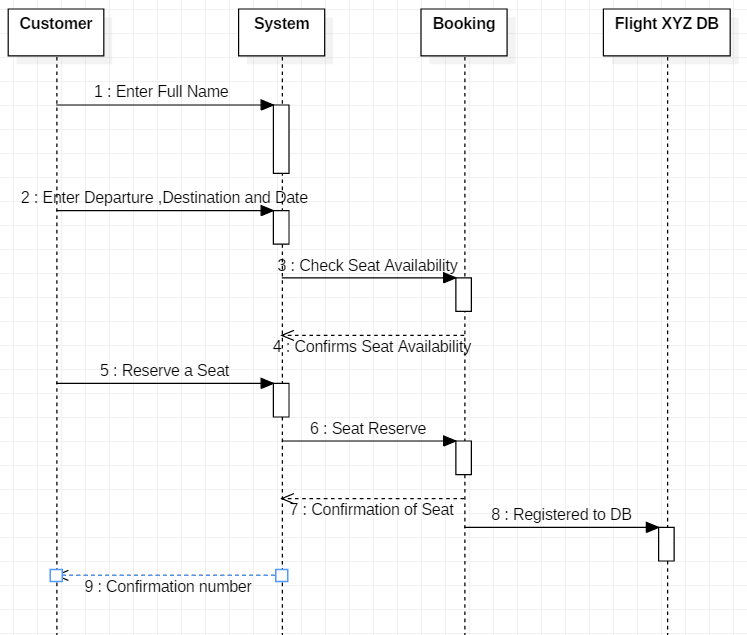 Customer
System
Booking
Flight XYZ DB
1 : Enter Full Name
2 : Enter Departure ,Destination and Date
3 : Check Seat Availability
4 : Confirms Seat Availability
5 : Reserve a Seat
6 : Seat Reserve
7 : Confirmation of Seat
8 : Registered to DB
9 : Confirmation number